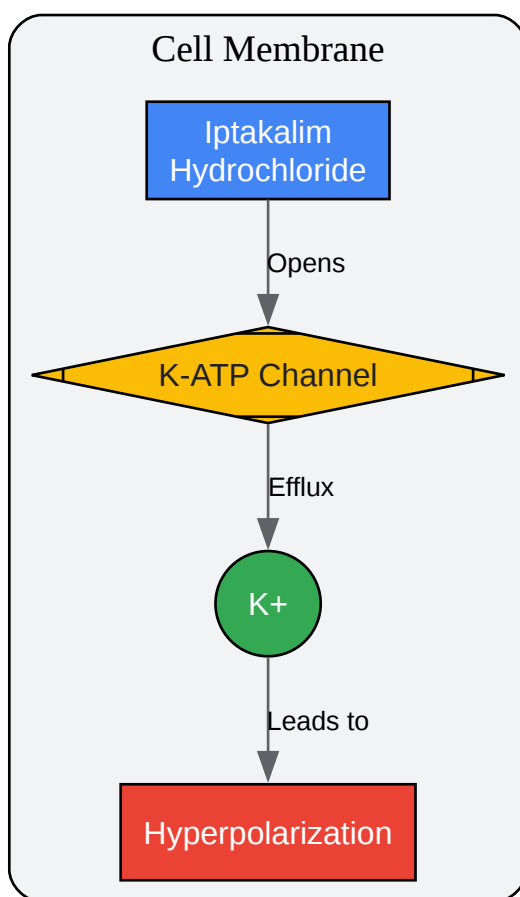 Cell Membrane
Iptakalim
Hydrochloride
Opens
K-ATP Channel
Efflux
K+
Leads to
Hyperpolarization